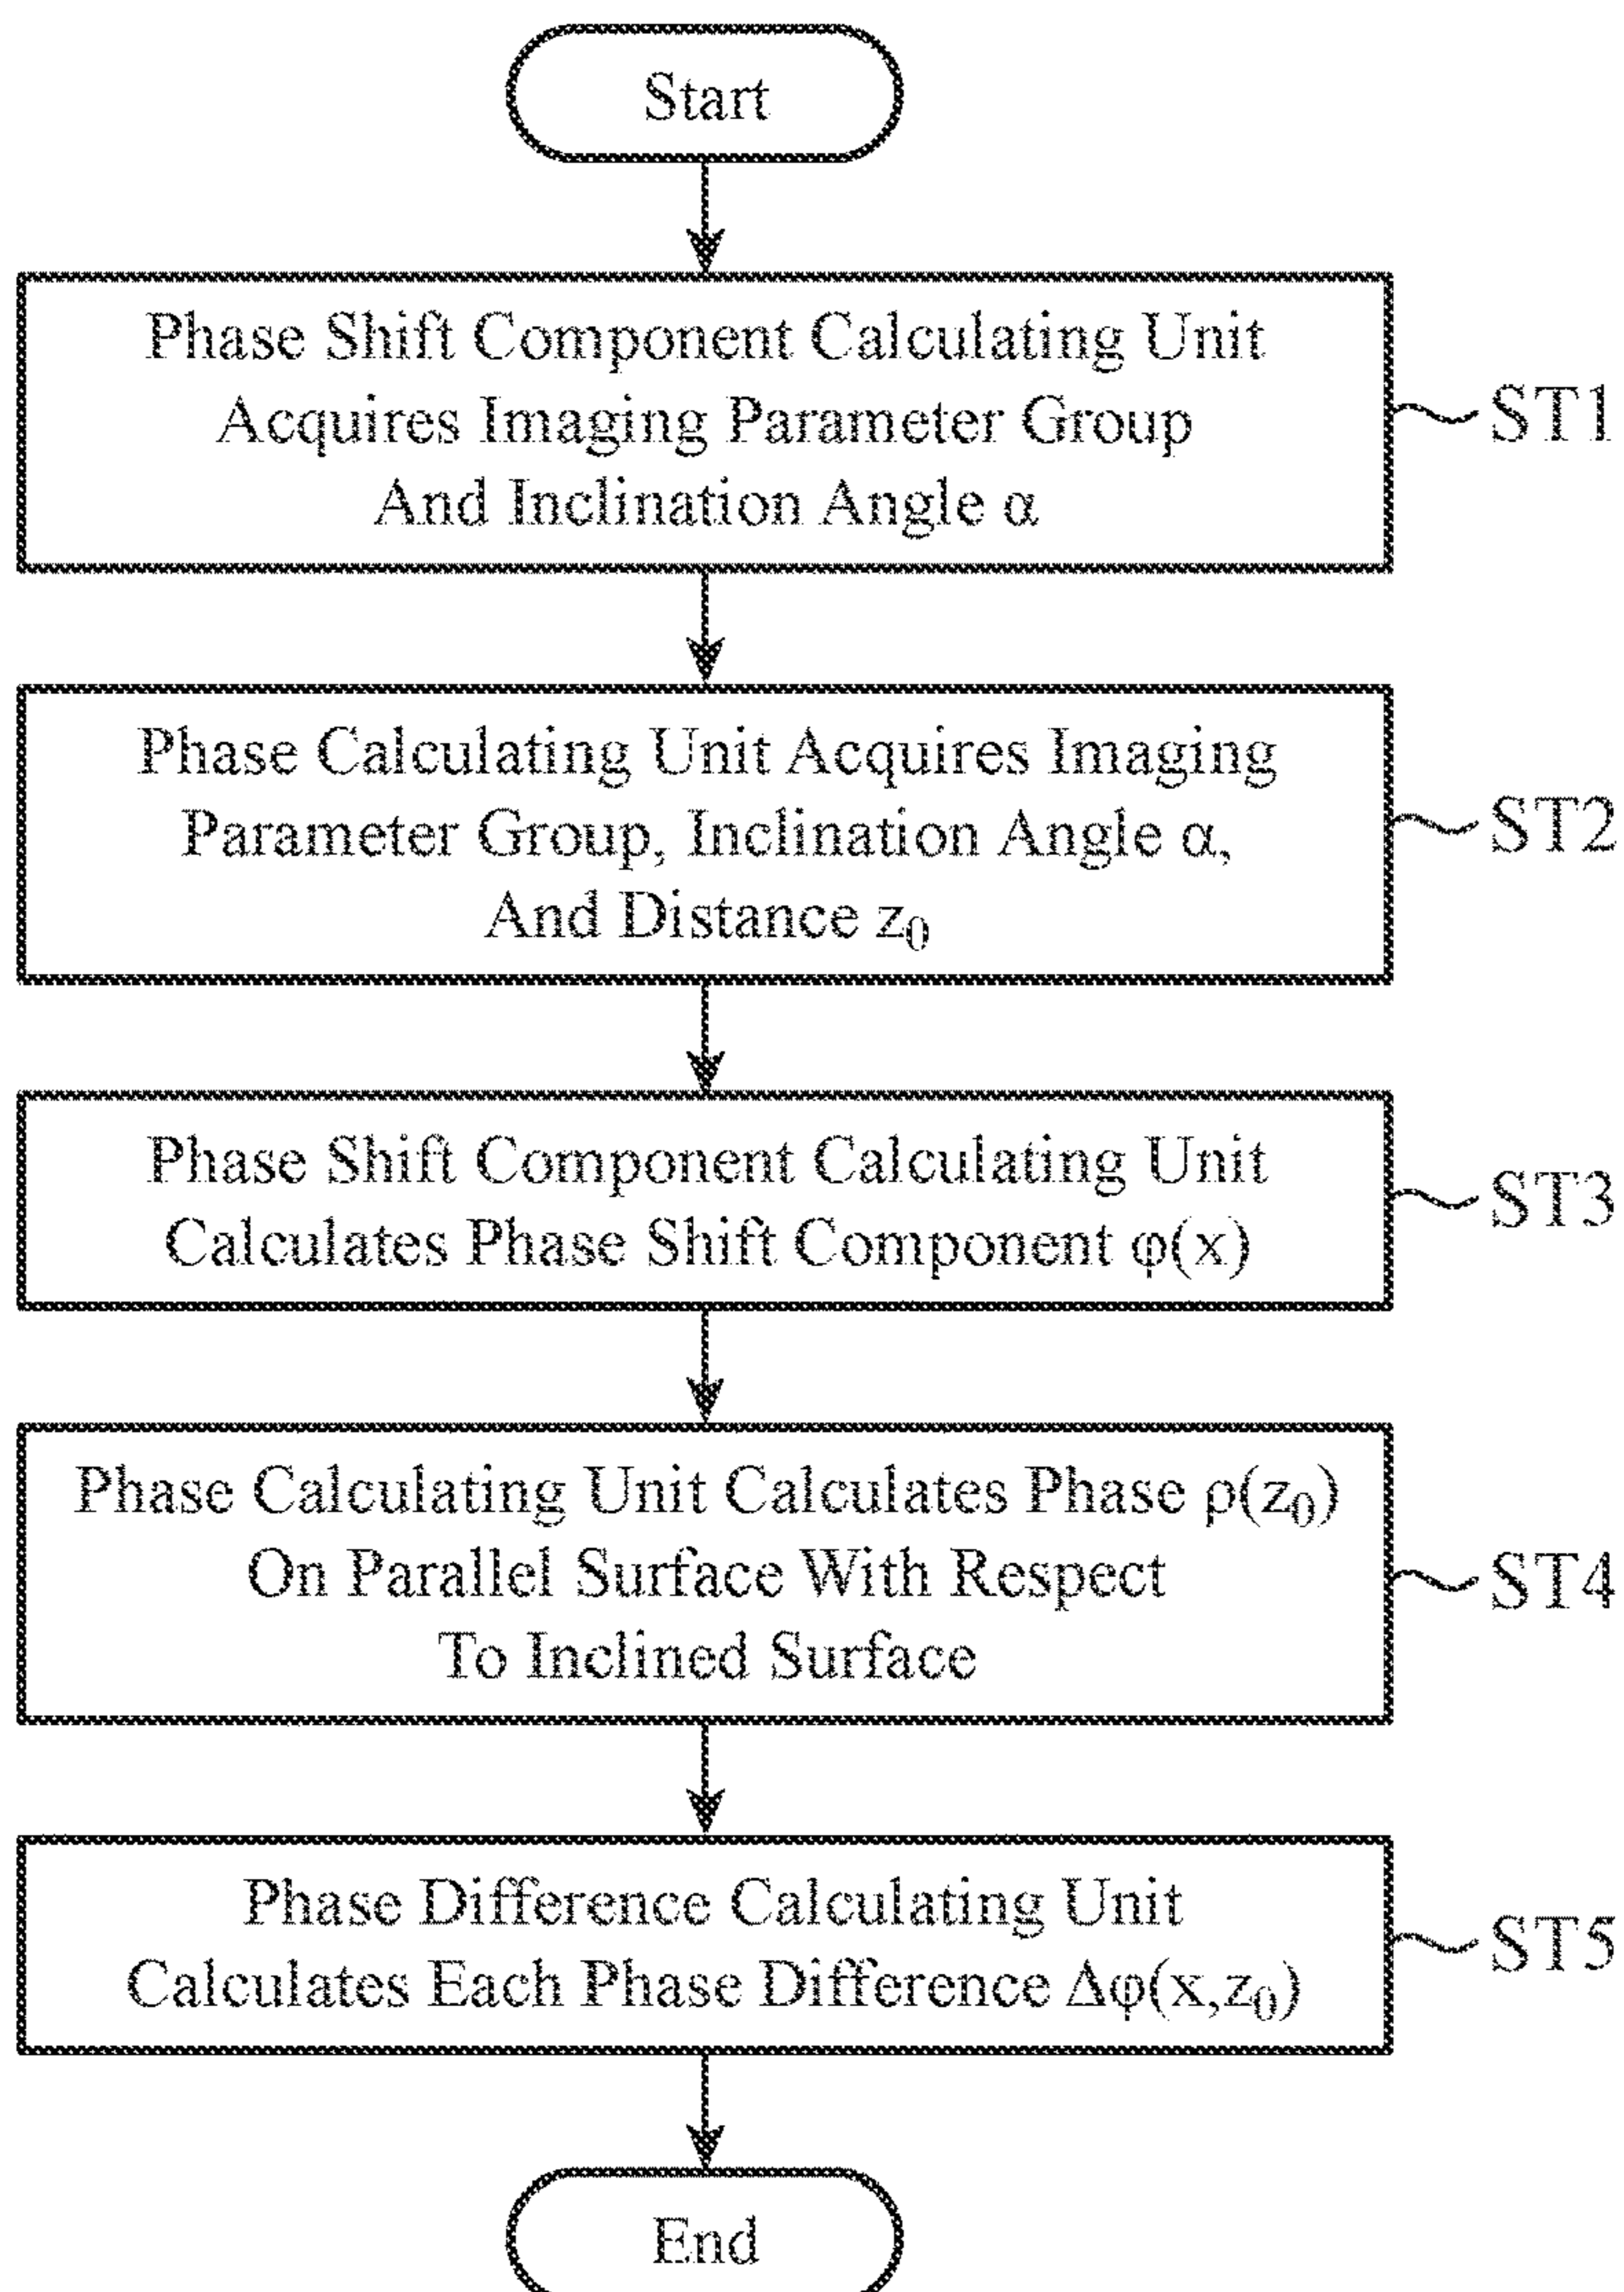 Start
Phase Shift Component Calculating Unit
Acquires Imaging Parameter Group
And Inclination Angle α
ST1
Phase Calculating Unit Acquires Imaging
Parameter Group, Inclination Angle α,
And Distance z₀
ST2
Phase Shift Component Calculating Unit
Calculates Phase Shift Component φ(x)
ST3
Phase Calculating Unit Calculates Phase ρ(z₀)
On Parallel Surface With Respect
To Inclined Surface
ST4
Phase Difference Calculating Unit
Calculates Each Phase Difference Δφ(x,z₀)
ST5
End